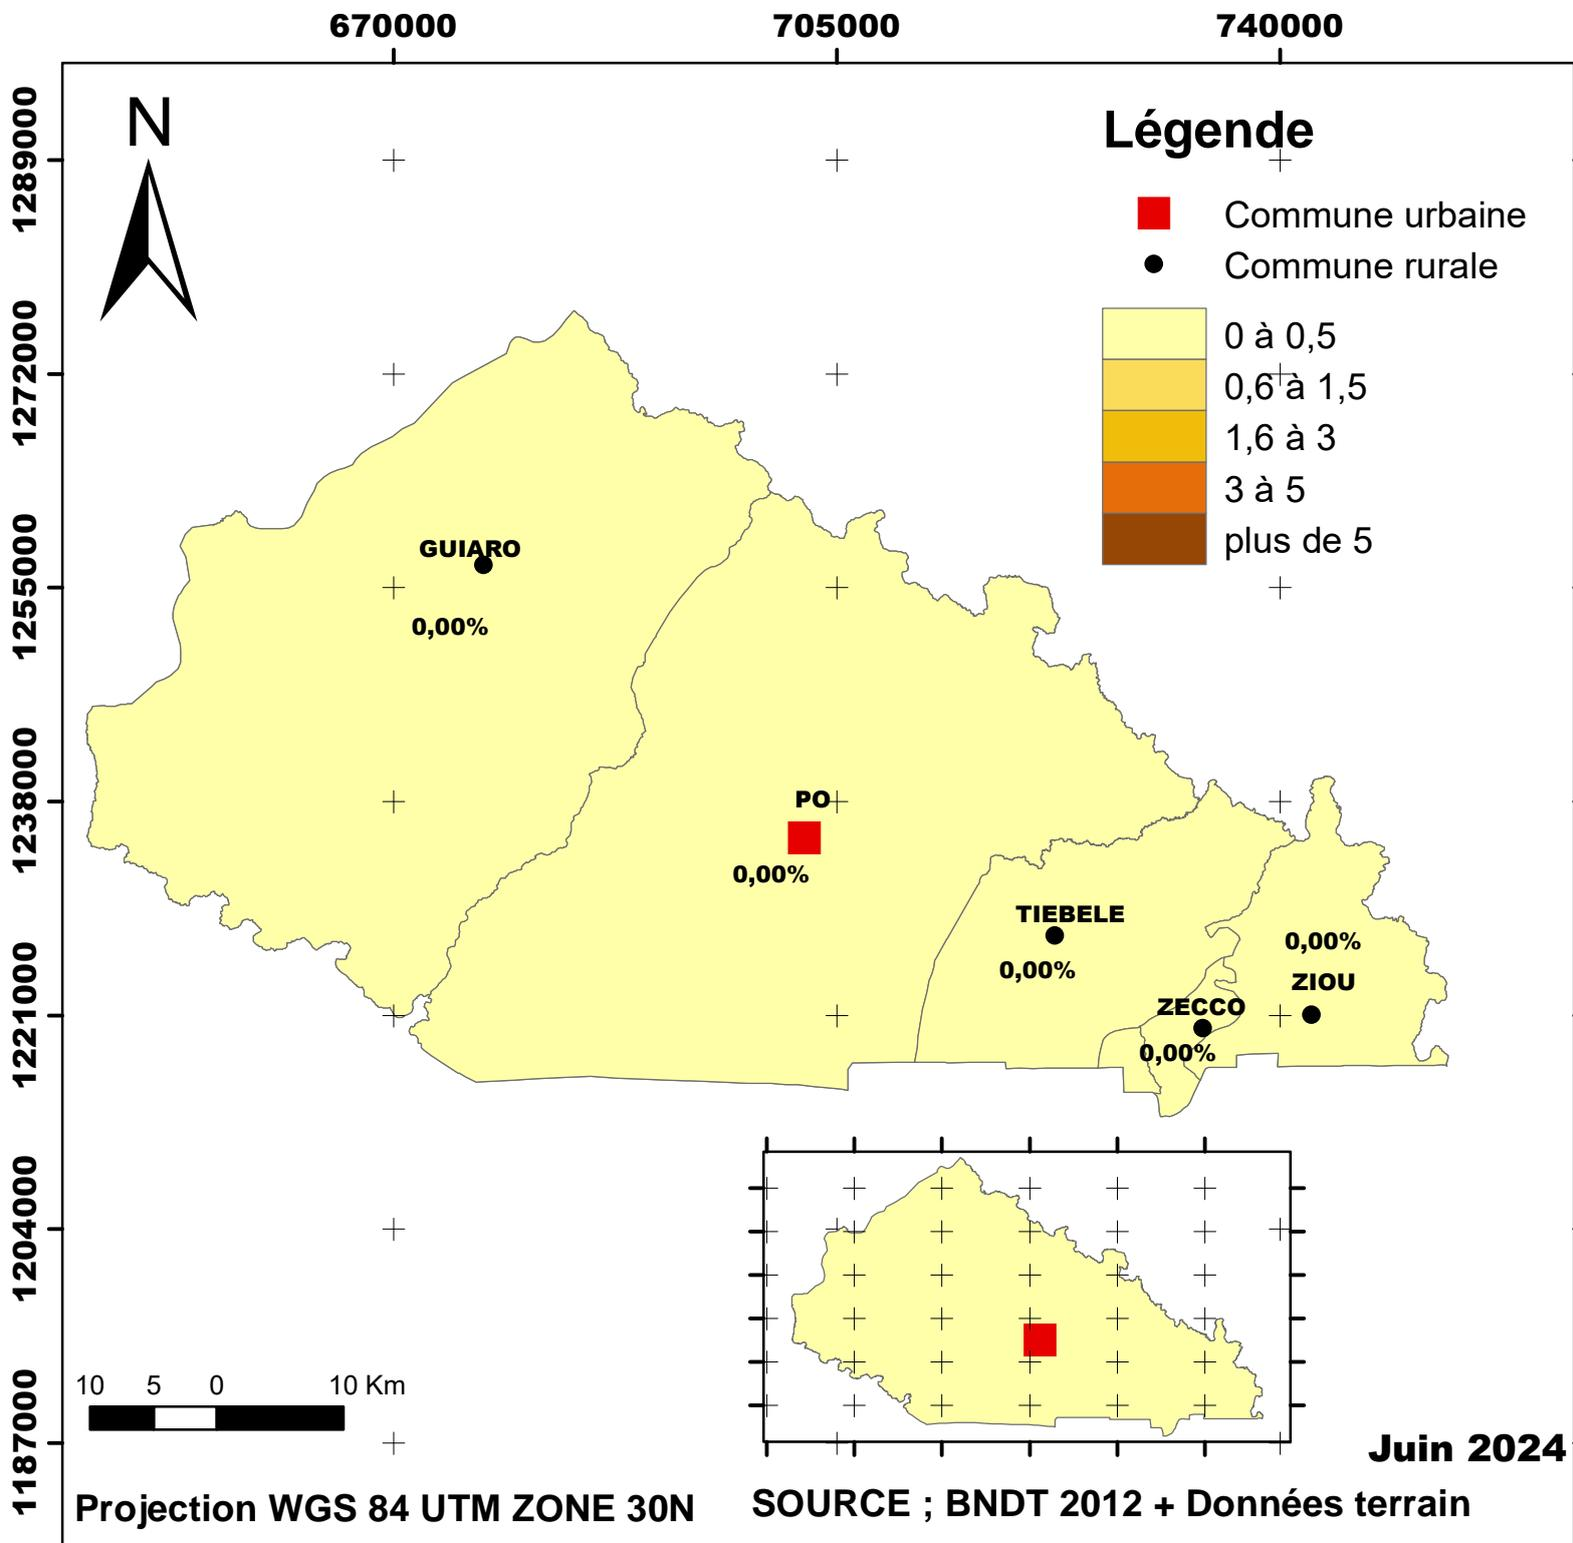 670000
705000
740000
1289000
1272000
1255000
1238000
1221000
1204000
1187000
N
Légende
Commune urbaine
Commune rurale
0 à 0,5
0,6 à 1,5
1,6 à 3
3 à 5
plus de 5
GUIARO
0,00%
PO
0,00%
TIEBELE
0,00%
ZECCO
0,00%
0,00%
ZIOU
10 5 0 10 Km
Juin 2024
Projection WGS 84 UTM ZONE 30N
SOURCE ; BNDT 2012 + Données terrain